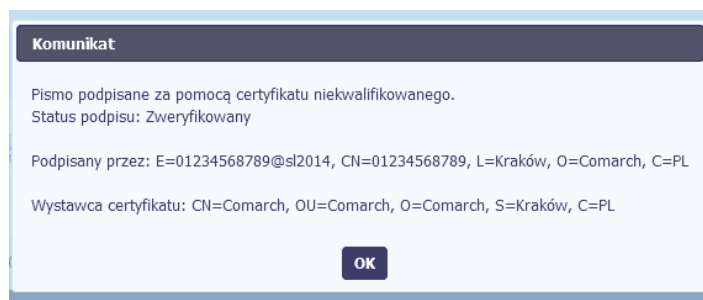 Komunikat
Pismo podpisane za pomocą certyfikatu niekwalifikowanego.
Status podpisu: Zweryfikowany
Podpisany przez: E=01234568789@sl2014, CN=01234568789, L=Kraków, O=Comarch, C=PL
Wystawca certyfikatu: CN=Comarch, OU=Comarch, O=Comarch, S=Kraków, C=PL
OK